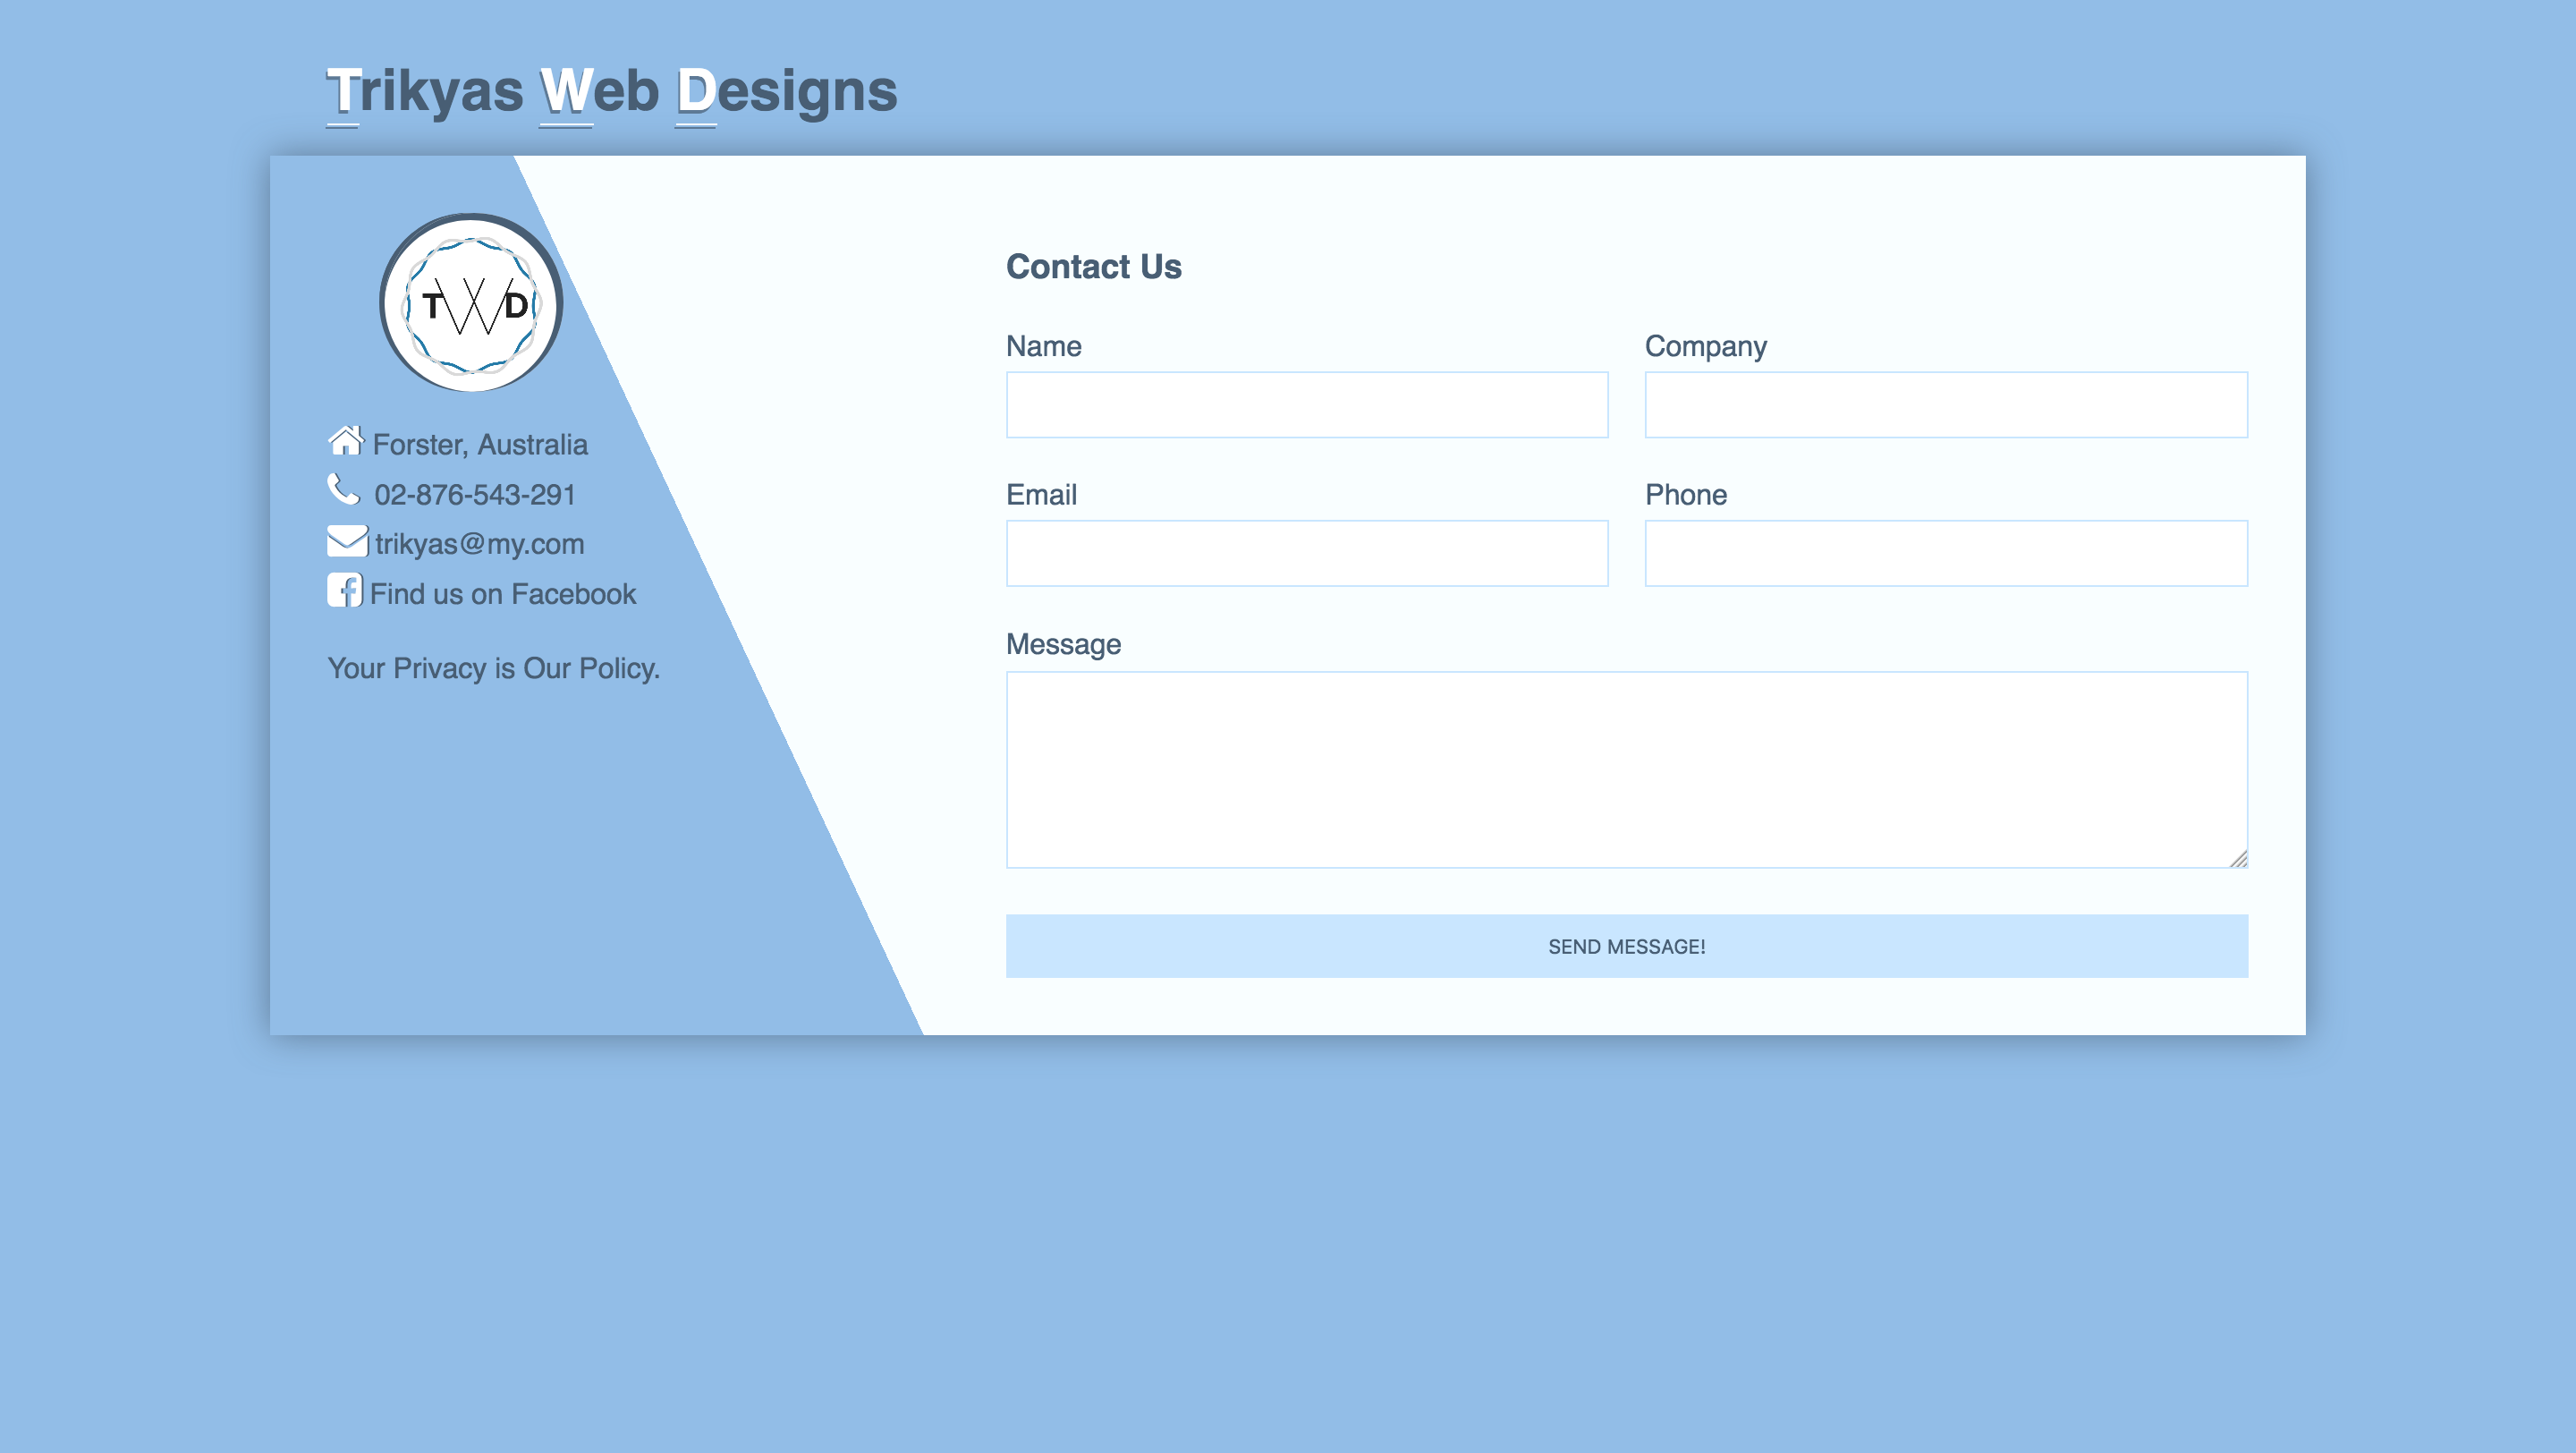 Trikyas Web Designs
TWD
Forster, Australia
02-876-543-291
trikyas@my.com
Find us on Facebook
Your Privacy is Our Policy.
Contact Us
Name
Company
Email
Phone
Message
SEND MESSAGE!